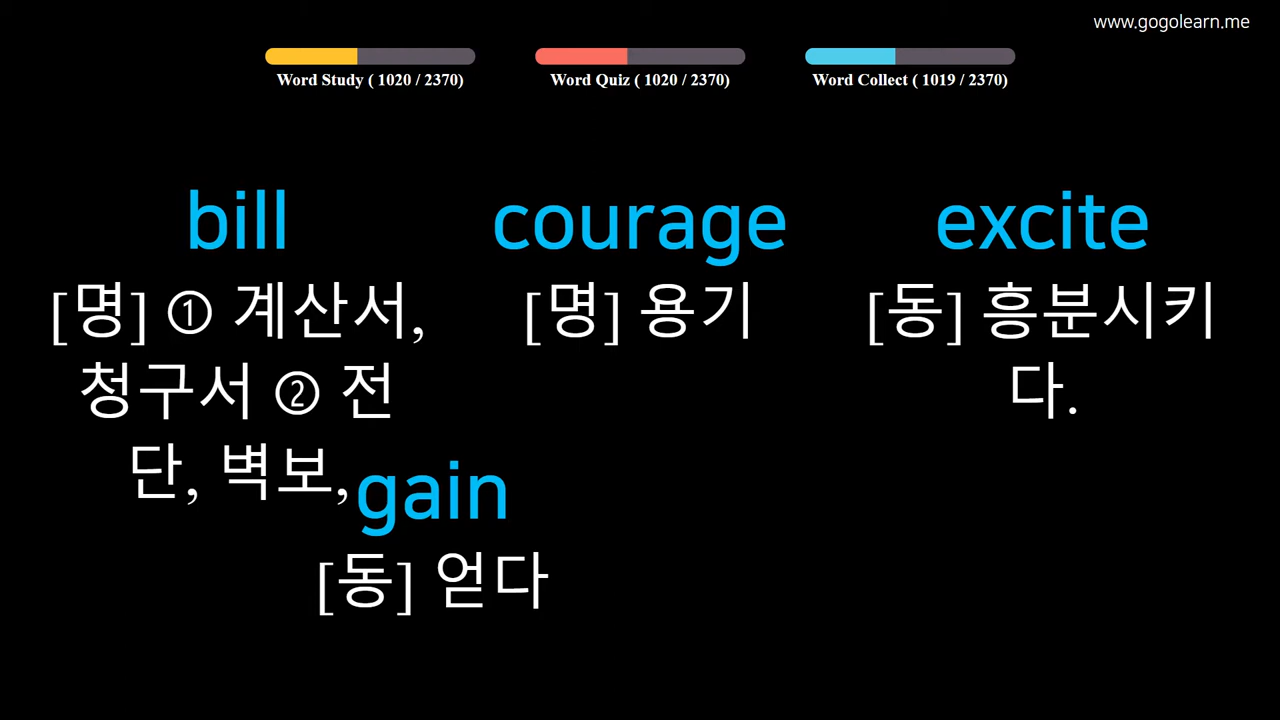 www.gogolearn.me
Word Study ( 1020 / 2370)
Word Quiz ( 1020 / 2370)
Word Collect ( 1019 / 2370)
bill
[명] ① 계산서,
청구서 ② 전
단, 벽보,
courage
[명] 용기
excite
[동] 흥분시키
다.
gain
[동] 얻다